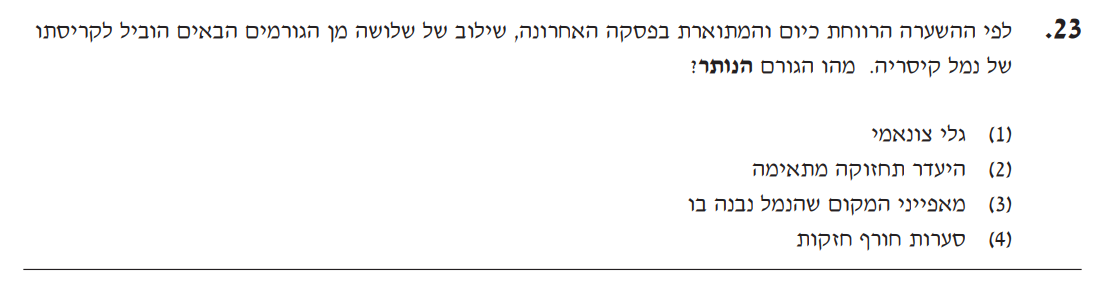 23. לפי ההשערה הרווחת כיום והמתוארת בפסקה האחרונה, שילוב של שלושה מן הגורמים הבאים הוביל לקריסתו
של נמל קיסריה. מהו הגורם הנותר?
(1) גלי צונאמי
(2) היעדר תחזוקה מתאימה
(3) מאפייני המקום שהנמל נבנה בו
(4) סערות חורף חזקות